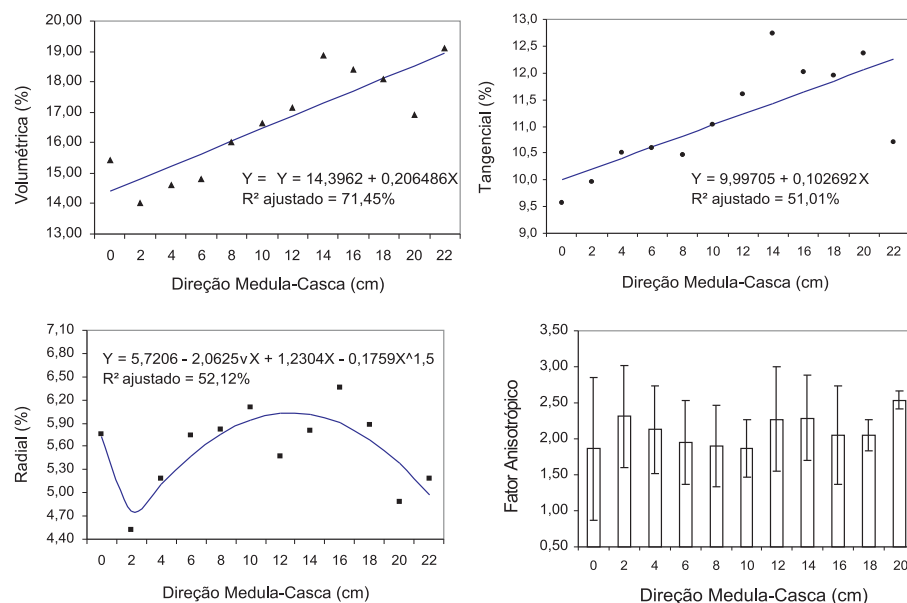 Volumétrica (%)
20,00
19,00
18,00
17,00
16,00
15,00
14,00
13,00
Y = Y = 14,3962 + 0,206486X
R² ajustado = 71,45%
0 2 4 6 8 10 12 14 16 18 20 22
Direção Medula-Casca (cm)
Tangencial (%)
13,0
12,5
12,0
11,5
11,0
10,5
10,0
9,5
9,0
Y = 9,99705 + 0,102692X
R² ajustado = 51,01%
0 2 4 6 8 10 12 14 16 18 20 22
Direção Medula-Casca (cm)
Radial (%)
7,10
6,80
6,50
6,20
5,90
5,60
5,30
5,00
4,70
4,40
Y = 5,7206 - 2,0625vX + 1,2304X - 0,1759X^1,5
R² ajustado = 52,12%
0 2 4 6 8 10 12 14 16 18 20 22
Direção Medula-Casca (cm)
Fator Anisotrópico
3,50
3,00
2,50
2,00
1,50
1,00
0,50
0 2 4 6 8 10 12 14 16 18 20
Direção Medula-Casca (cm)